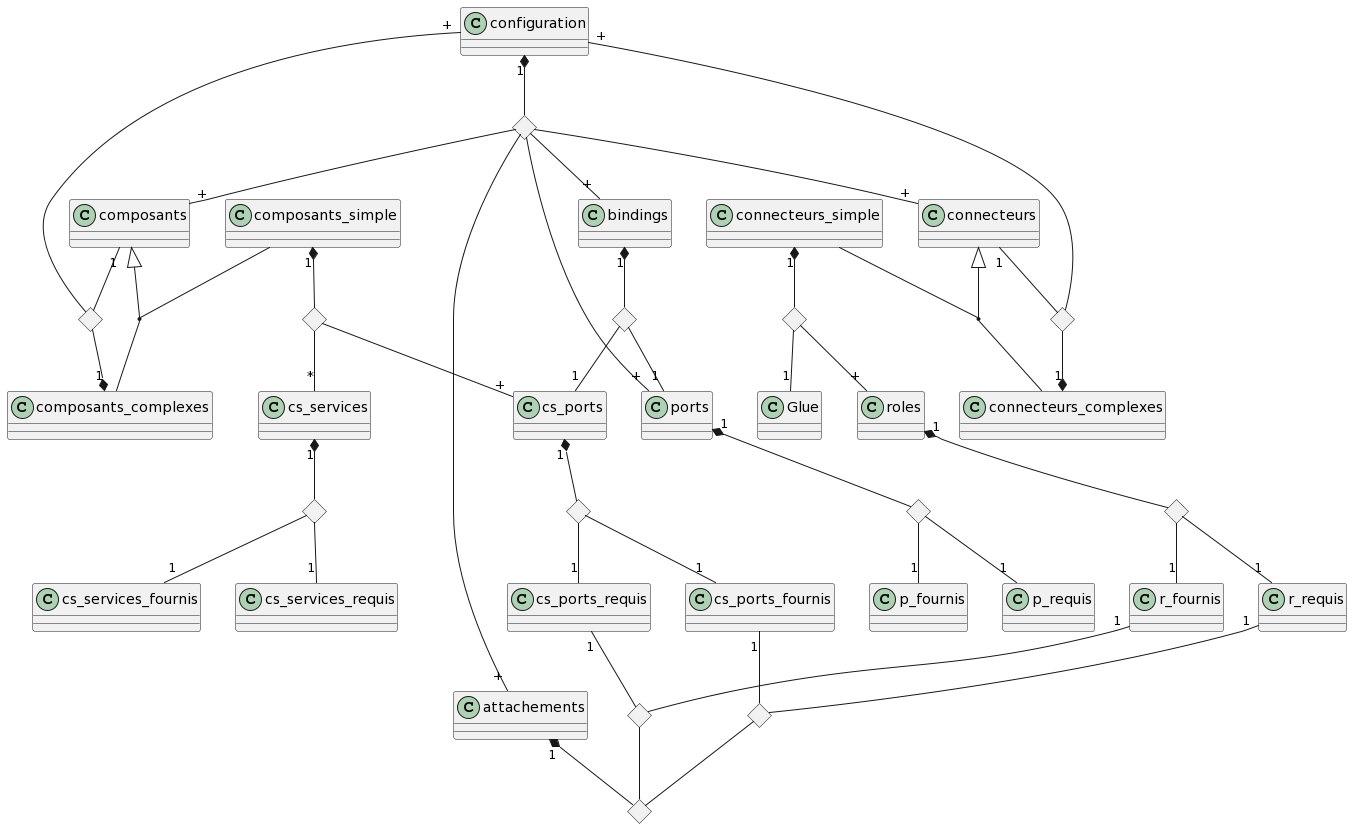 C configuration
+
+
1
+
+
+
C composants
C composants_simple
C bindings
C connecteurs_simple
C connecteurs
1
1
1
1
1
1
*
+
1
+
1
1
+
1
C composants_complexes
C cs_services
C cs_ports
C ports
C Glue
C roles
C connecteurs_complexes
1
1
1
1
1
1
1
1
1
1
1
1
C cs_services_fournis
C cs_services_requis
C cs_ports_requis
C cs_ports_fournis
C p_fournis
C p_requis
C r_fournis
C r_requis
1
1
1
1
+
C attachements
1